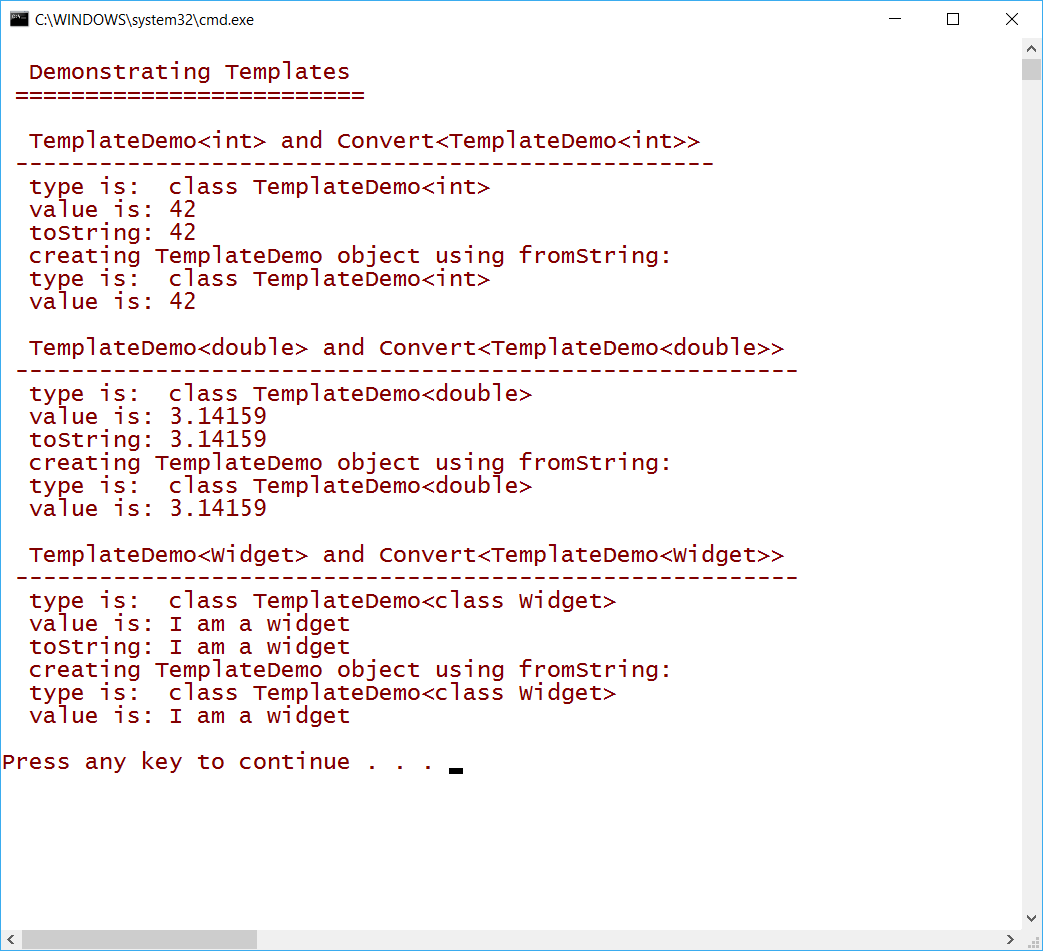 C:\WINDOWS\system32\cmd.exe
Demonstrating Templates
=========================
TemplateDemo<int> and Convert<TemplateDemo<int>>
--------------------------------------------------
type is:  class TemplateDemo<int>
value is: 42
toString: 42
creating TemplateDemo object using fromString:
type is:  class TemplateDemo<int>
value is: 42
TemplateDemo<double> and Convert<TemplateDemo<double>>
--------------------------------------------------------
type is:  class TemplateDemo<double>
value is: 3.14159
toString: 3.14159
creating TemplateDemo object using fromString:
type is:  class TemplateDemo<double>
value is: 3.14159
TemplateDemo<Widget> and Convert<TemplateDemo<Widget>>
--------------------------------------------------------
type is:  class TemplateDemo<class Widget>
value is: I am a widget
toString: I am a widget
creating TemplateDemo object using fromString:
type is:  class TemplateDemo<class Widget>
value is: I am a widget
Press any key to continue . . .